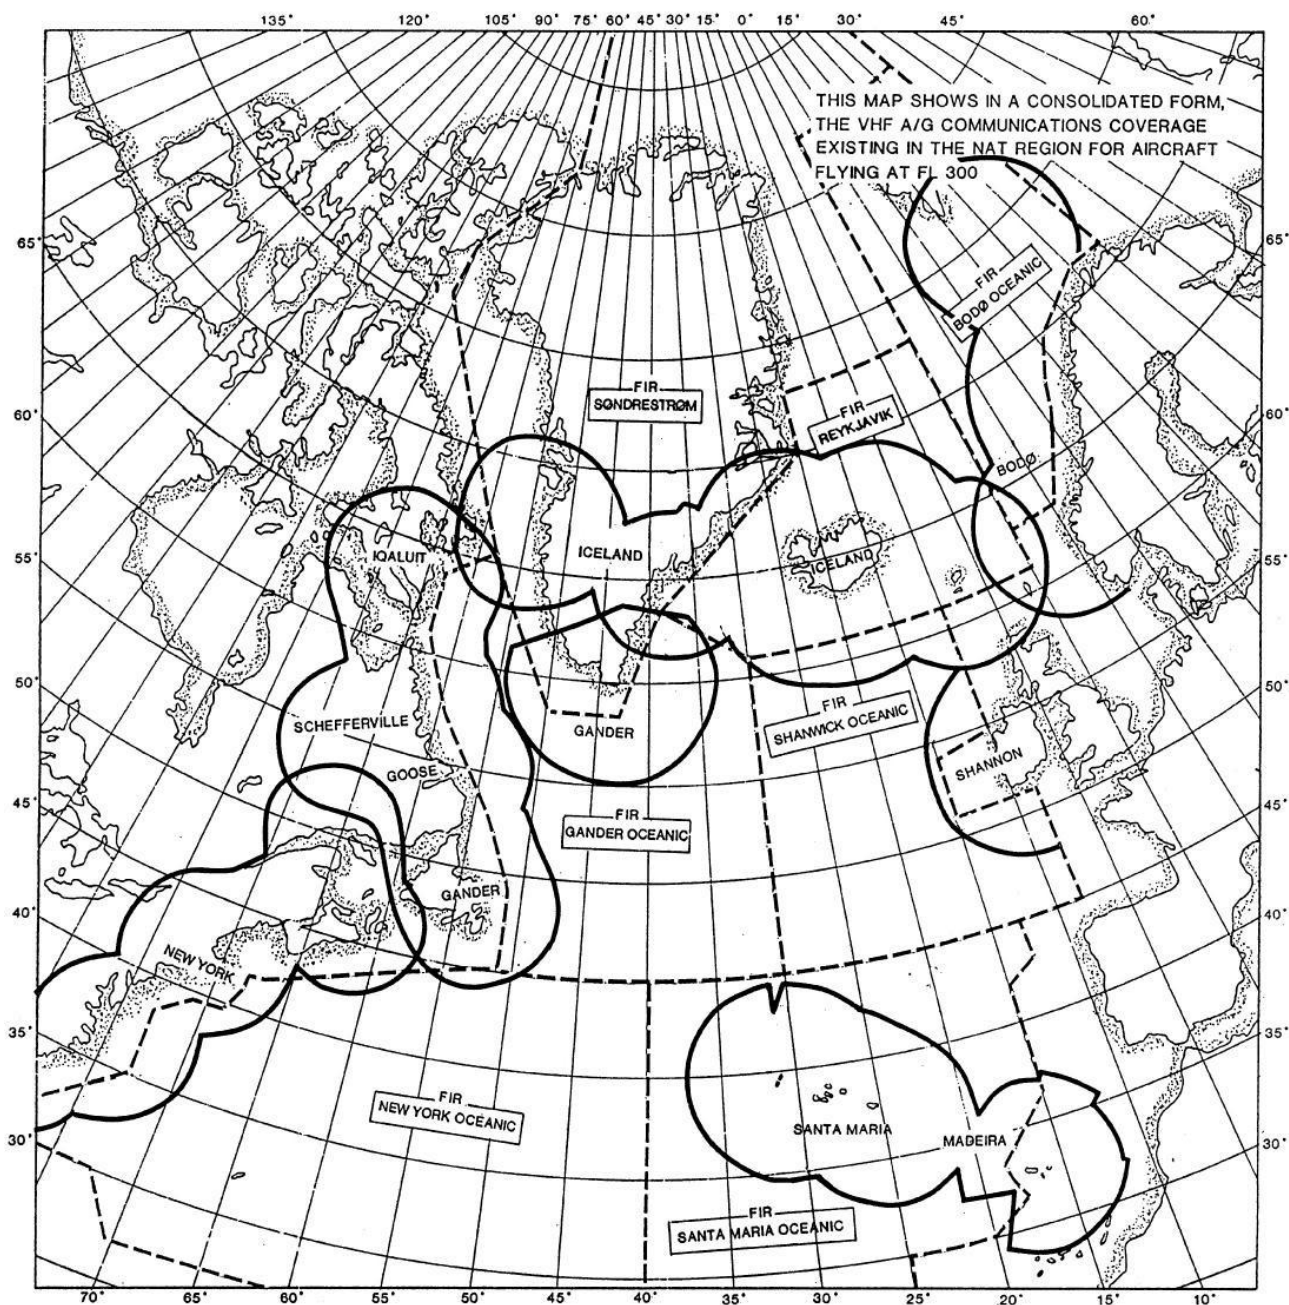 135° 120° 105° 90° 75° 60° 45° 30° 15° 0° 15° 30° 45° 60°
THIS MAP SHOWS IN A CONSOLIDATED FORM,
THE VHF A/G COMMUNICATIONS COVERAGE
EXISTING IN THE NAT REGION FOR AIRCRAFT
FLYING AT FL 300
65°
65°
FIR
BODØ OCEANIC
FIR
SØNDRESTRØM
FIR
REYKJAVIK
60°
60°
BODØ
IQALUIT
ICELAND
ICELAND
55°
55°
50°
50°
SCHEFFERVILLE
GANDER
FIR
SHANWICK OCEANIC
SHANNON
GOOSE
45°
45°
FIR
GANDER OCEANIC
GANDER
40°
40°
NEW YORK
35°
35°
FIR
NEW YORK OCEANIC
SANTA MARIA
MADEIRA
30°
30°
FIR
SANTA MARIA OCEANIC
70° 60° 55° 50° 45° 40° 35° 30° 25° 20° 15° 10°